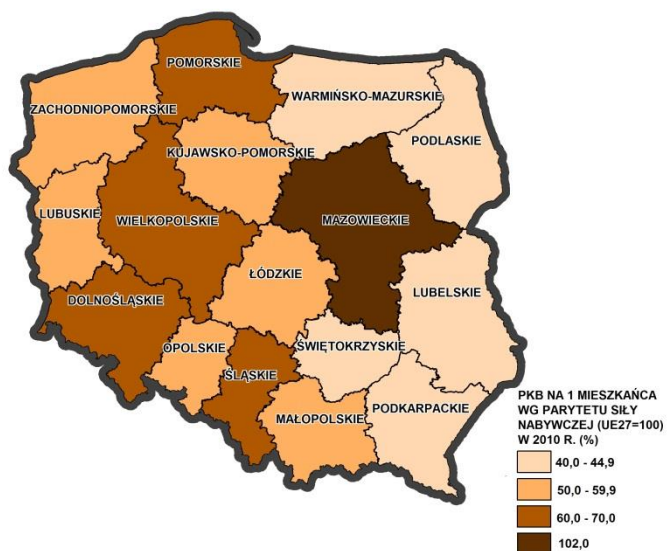 POMORSKIE
WARMIŃSKO-MAZURSKIE
ZACHODNIOPOMORSKIE
PODLASKIE
KUJAWSKO-POMORSKIE
LUBUSKIE
WIELKOPOLSKIE
MAZOWIECKIE
ŁÓDZKIE
LUBELSKIE
DOLNOŚLĄSKIE
OPOLSKIE
ŚWIĘTOKRZYSKIE
ŚLĄSKIE
MAŁOPOLSKIE
PODKARPACKIE
PKB NA 1 MIESZKAŃCA
WG PARYTETU SIŁY
NABYWCZEJ (UE27=100)
W 2010 R. (%)
40,0 - 44,9
50,0 - 59,9
60,0 - 70,0
102,0